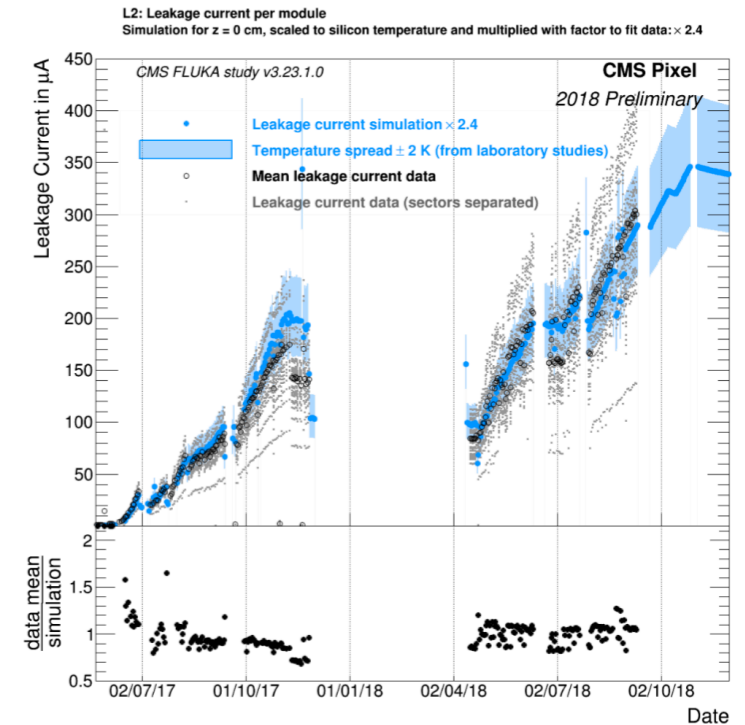 L2: Leakage current per module
Simulation for z = 0 cm, scaled to silicon temperature and multiplied with factor to fit data: × 2.4
Leakage Current in μA
450
400
350
300
250
200
150
100
50
CMS FLUKA study v3.23.1.0
CMS Pixel
2018 Preliminary
Leakage current simulation × 2.4
Temperature spread ± 2 K (from laboratory studies)
Mean leakage current data
Leakage current data (sectors separated)
data mean
simulation
2
1.5
1
0.5
02/07/17
01/10/17
01/01/18
02/04/18
02/07/18
02/10/18
Date